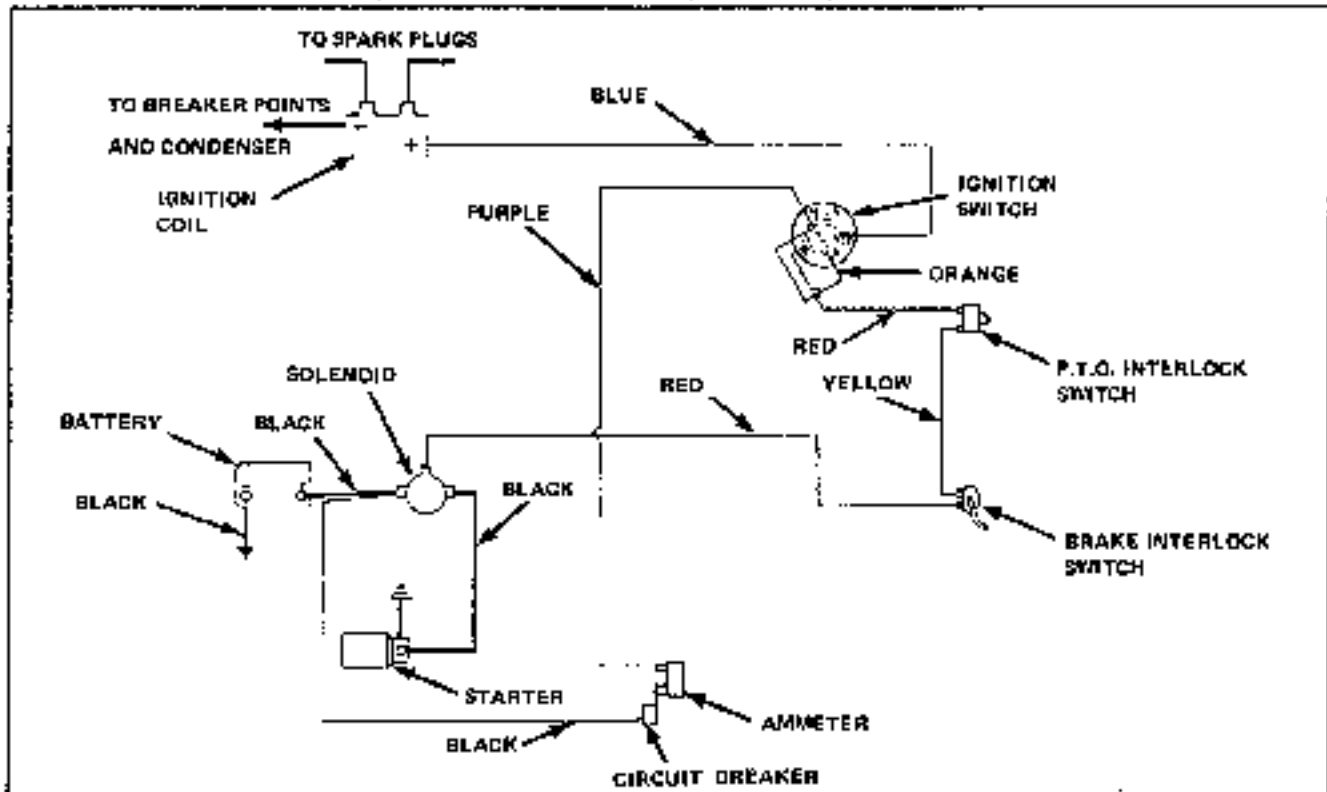 TO SPARK PLUGS
TO BREAKER POINTS
AND CONDENSER
IGNITION
COIL
BLUE
PURPLE
IGNITION
SWITCH
ORANGE
RED
P.T.O. INTERLOCK
SWITCH
SOLENOID
RED
YELLOW
BATTERY
BLACK
BLACK
BLACK
BRAKE INTERLOCK
SWITCH
STARTER
AMMETER
BLACK
CIRCUIT BREAKER